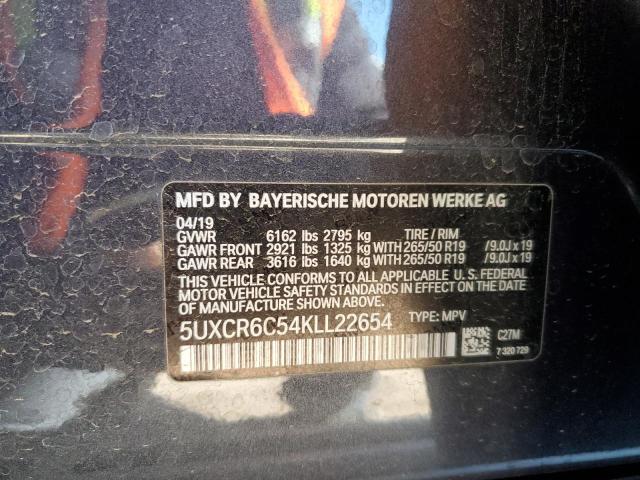 MFD BY BAYERISCHE MOTOREN WERKE AG
04/19
GVWR 6162 lbs 2795 kg TIRE / RIM
GAWR FRONT 2921 lbs 1325 kg WITH 265/50 R19 /9.0J x 19
GAWR REAR 3616 lbs 1640 kg WITH 265/50 R19 /9.0J x 19
THIS VEHICLE CONFORMS TO ALL APPLICABLE U.S. FEDERAL
MOTOR VEHICLE SAFETY STANDARDS IN EFFECT ON THE DATE
OF MANUFACTURE SHOWN ABOVE.
5UXCR6C54KLL22654 TYPE: MPV
C27M
7 320 729